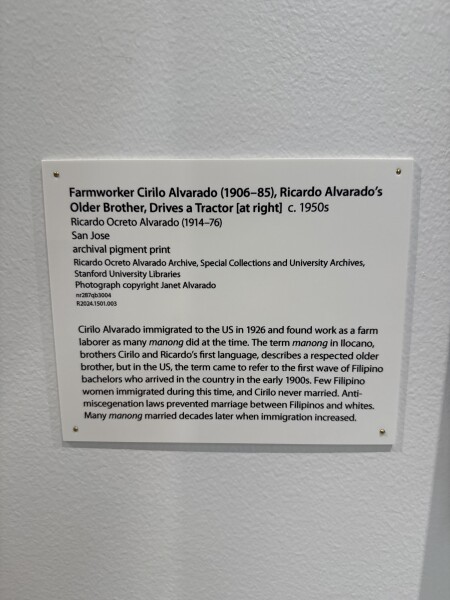 Farmworker Cirilo Alvarado (1906–85), Ricardo Alvarado's
Older Brother, Drives a Tractor [at right] c. 1950s
Ricardo Ocreto Alvarado (1914–76)
San Jose
archival pigment print
Ricardo Ocreto Alvarado Archive, Special Collections and University Archives,
Stanford University Libraries
Photograph copyright Janet Alvarado
nr287qb3004
R2024.1501.003
Cirilo Alvarado immigrated to the US in 1926 and found work as a farm
laborer as many manong did at the time. The term manong in Ilocano,
brothers Cirilo and Ricardo's first language, describes a respected older
brother, but in the US, the term came to refer to the first wave of Filipino
bachelors who arrived in the country in the early 1900s. Few Filipino
women immigrated during this time, and Cirilo never married. Anti-
miscegenation laws prevented marriage between Filipinos and whites.
Many manong married decades later when immigration increased.